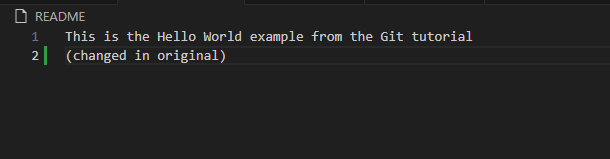 README
1 This is the Hello World example from the Git tutorial
2 (changed in original)